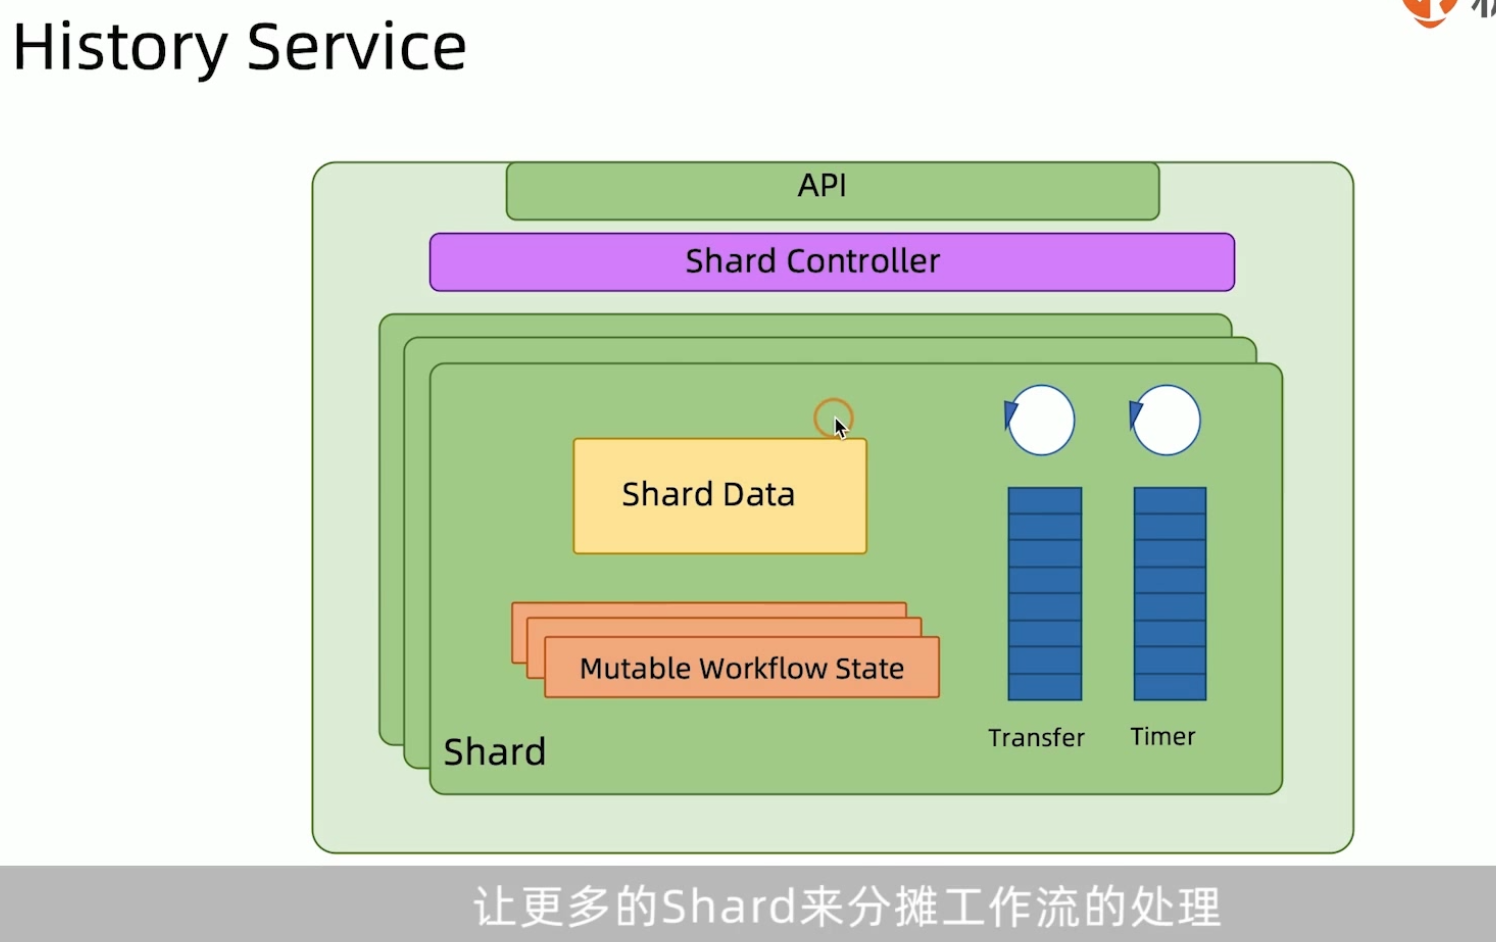 History Service
API
Shard Controller
Shard Data
Mutable Workflow State
Shard
Transfer
Timer
让更多的Shard来分摊工作流的处理